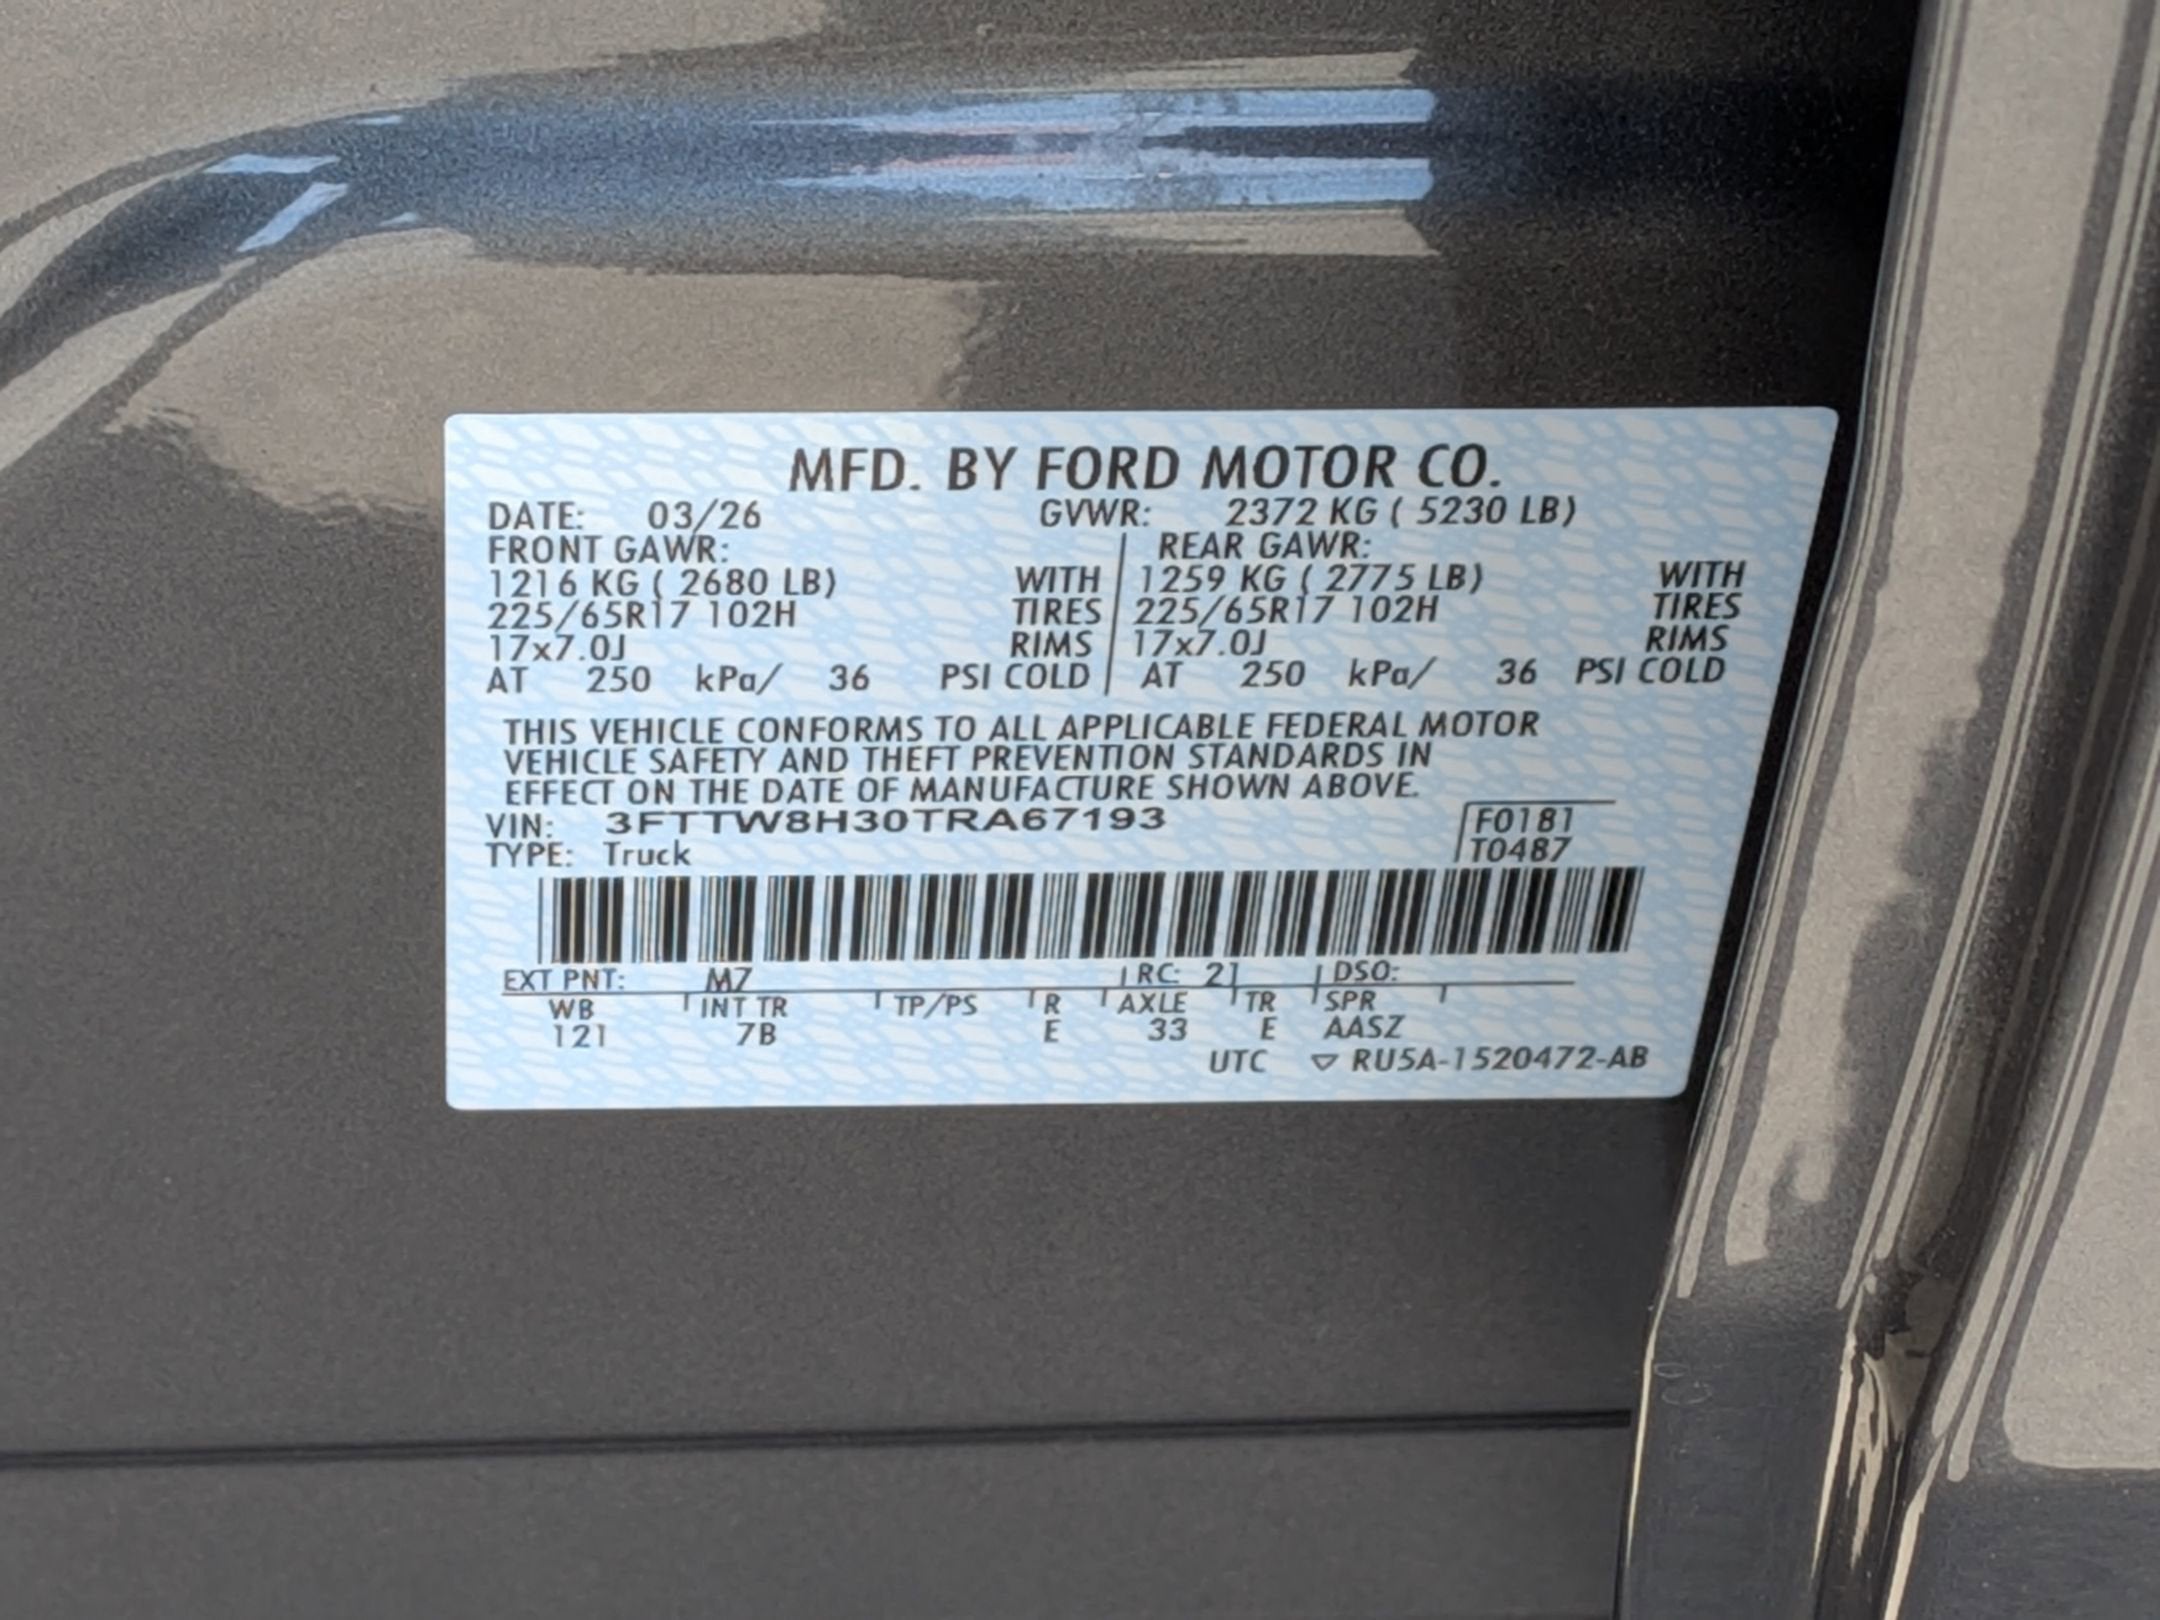 MFD. BY FORD MOTOR CO.
DATE: 03/26 GVWR: 2372 KG ( 5230 LB)
FRONT GAWR: REAR GAWR:
1216 KG ( 2680 LB) WITH 1259 KG ( 2775 LB) WITH
225/65R17 102H TIRES 225/65R17 102H TIRES
17x7.0J RIMS 17x7.0J RIMS
AT 250 kPa/ 36 PSI COLD AT 250 kPa/ 36 PSI COLD
THIS VEHICLE CONFORMS TO ALL APPLICABLE FEDERAL MOTOR
VEHICLE SAFETY AND THEFT PREVENTION STANDARDS IN
EFFECT ON THE DATE OF MANUFACTURE SHOWN ABOVE.
VIN: 3FTTW8H30TRA67193 F0181
TYPE: Truck T0487
EXT PNT: M7 RC: 21 DSO:
WB INT TR TP/PS R AXLE TR SPR
121 7B E 33 E AASZ
UTC ▽ RU5A-1520472-AB